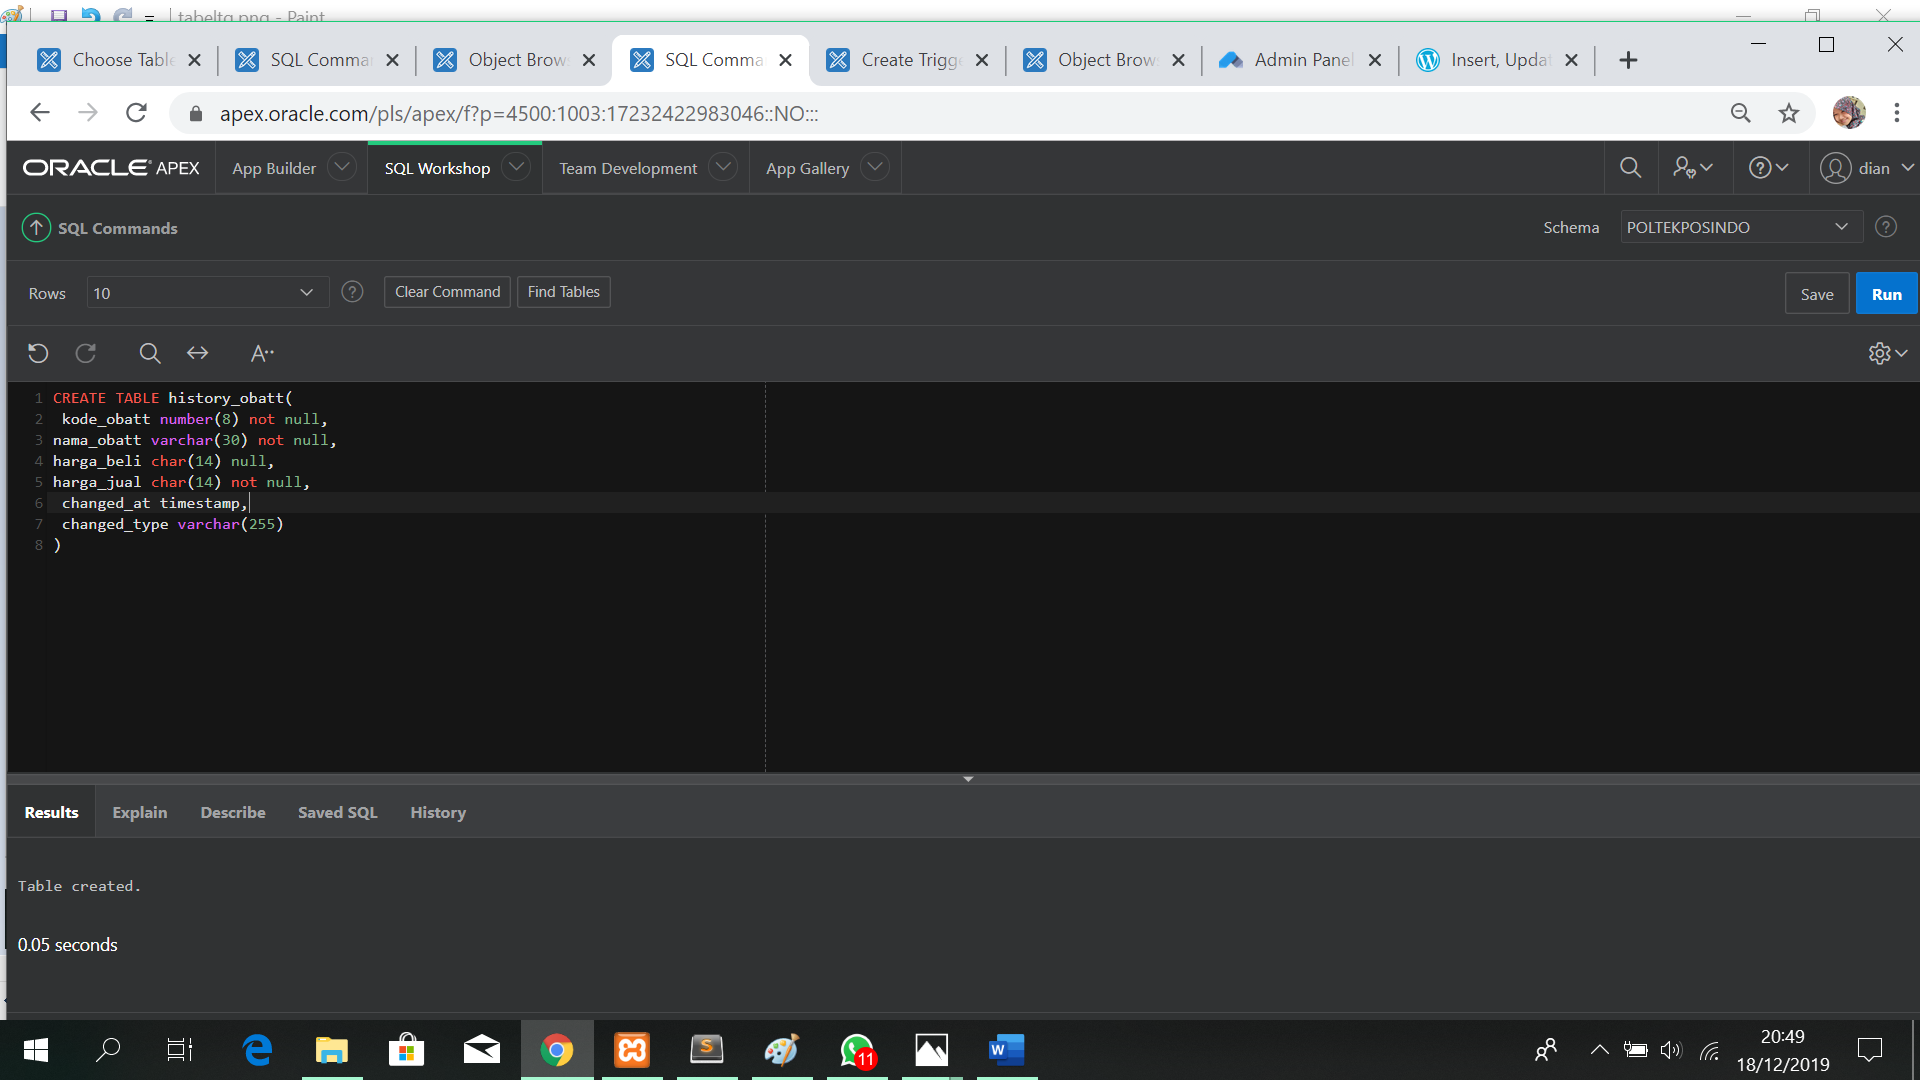 tabeltg.png - Paint
Choose Table
SQL Comma
Object Brow
SQL Comma
Create Trigge
Object Brow
Admin Panel
Insert, Updat
apex.oracle.com/pls/apex/f?p=4500:1003:17232422983046::NO:::
ORACLE APEX
App Builder
SQL Workshop
Team Development
App Gallery
dian
SQL Commands
Schema
POLTEKPOSINDO
Rows
10
Clear Command
Find Tables
Save
Run
A
1 CREATE TABLE history_obatt(
2 kode_obatt number(8) not null,
3 nama_obatt varchar(30) not null,
4 harga_beli char(14) null,
5 harga_jual char(14) not null,
6 changed_at timestamp,
7 changed_type varchar(255)
8 )
Results
Explain
Describe
Saved SQL
History
Table created.
0.05 seconds
11
20:49
18/12/2019